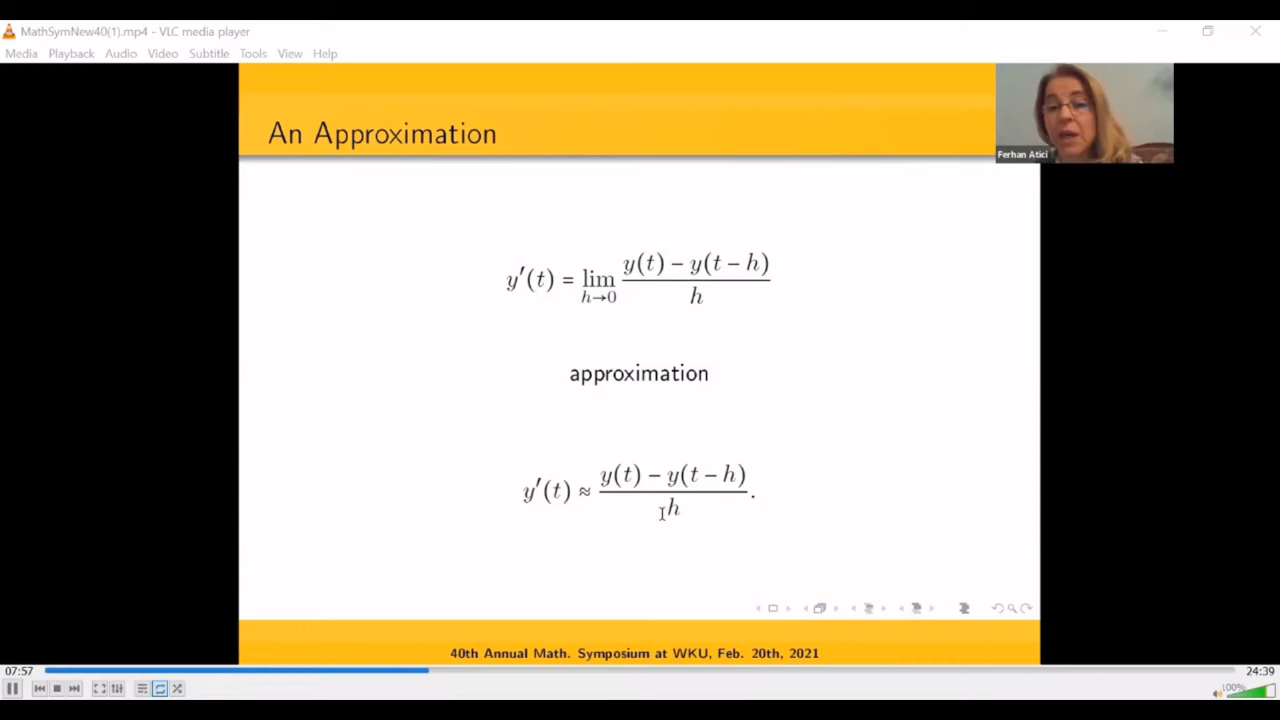 MathSymNew40(1).mp4 - VLC media player
Media Playback Audio Video Subtitle Tools View Help
An Approximation
Ferhan Atici
y′(t) = lim h→0 (y(t) − y(t − h)) / h
approximation
y′(t) ≈ (y(t) − y(t − h)) / h.
40th Annual Math. Symposium at WKU, Feb. 20th, 2021
07:57
24:39
100%